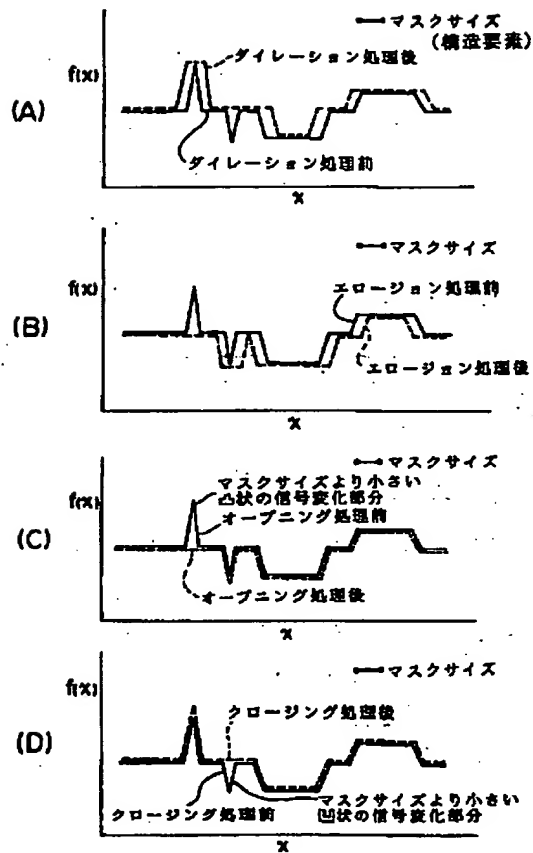 マスクサイズ
(構造要素)
ダイレーション処理後
f(x)
(A)
ダイレーション処理前
x
マスクサイズ
f(x)
エロージョン処理前
(B)
エロージョン処理後
x
マスクサイズ
マスクサイズより小さい
凸状の信号変化部分
f(x)
オープニング処理前
(C)
オープニング処理後
x
マスクサイズ
f(x)
クロージング処理後
(D)
クロージング処理前
マスクサイズより小さい
凹状の信号変化部分
x